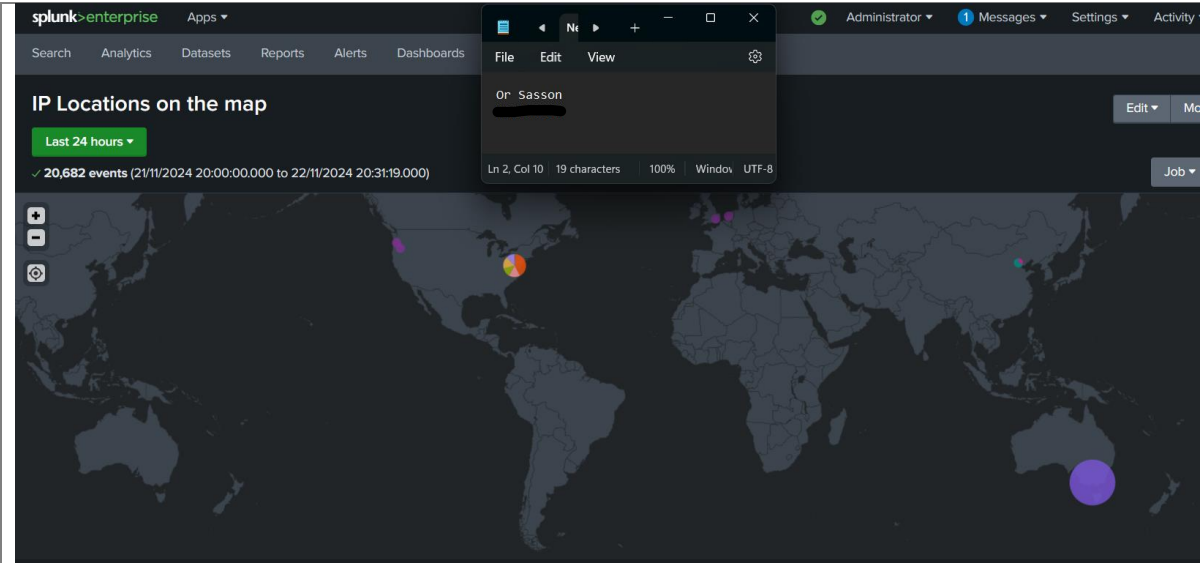 splunk>enterprise Apps Administrator 1 Messages Settings Activity
Search Analytics Datasets Reports Alerts Dashboards
File Edit View
Or Sasson
Ln 2, Col 10 19 characters 100% UTF-8
IP Locations on the map
Edit
Last 24 hours
20,682 events (21/11/2024 20:00:00.000 to 22/11/2024 20:31:19.000)
Job